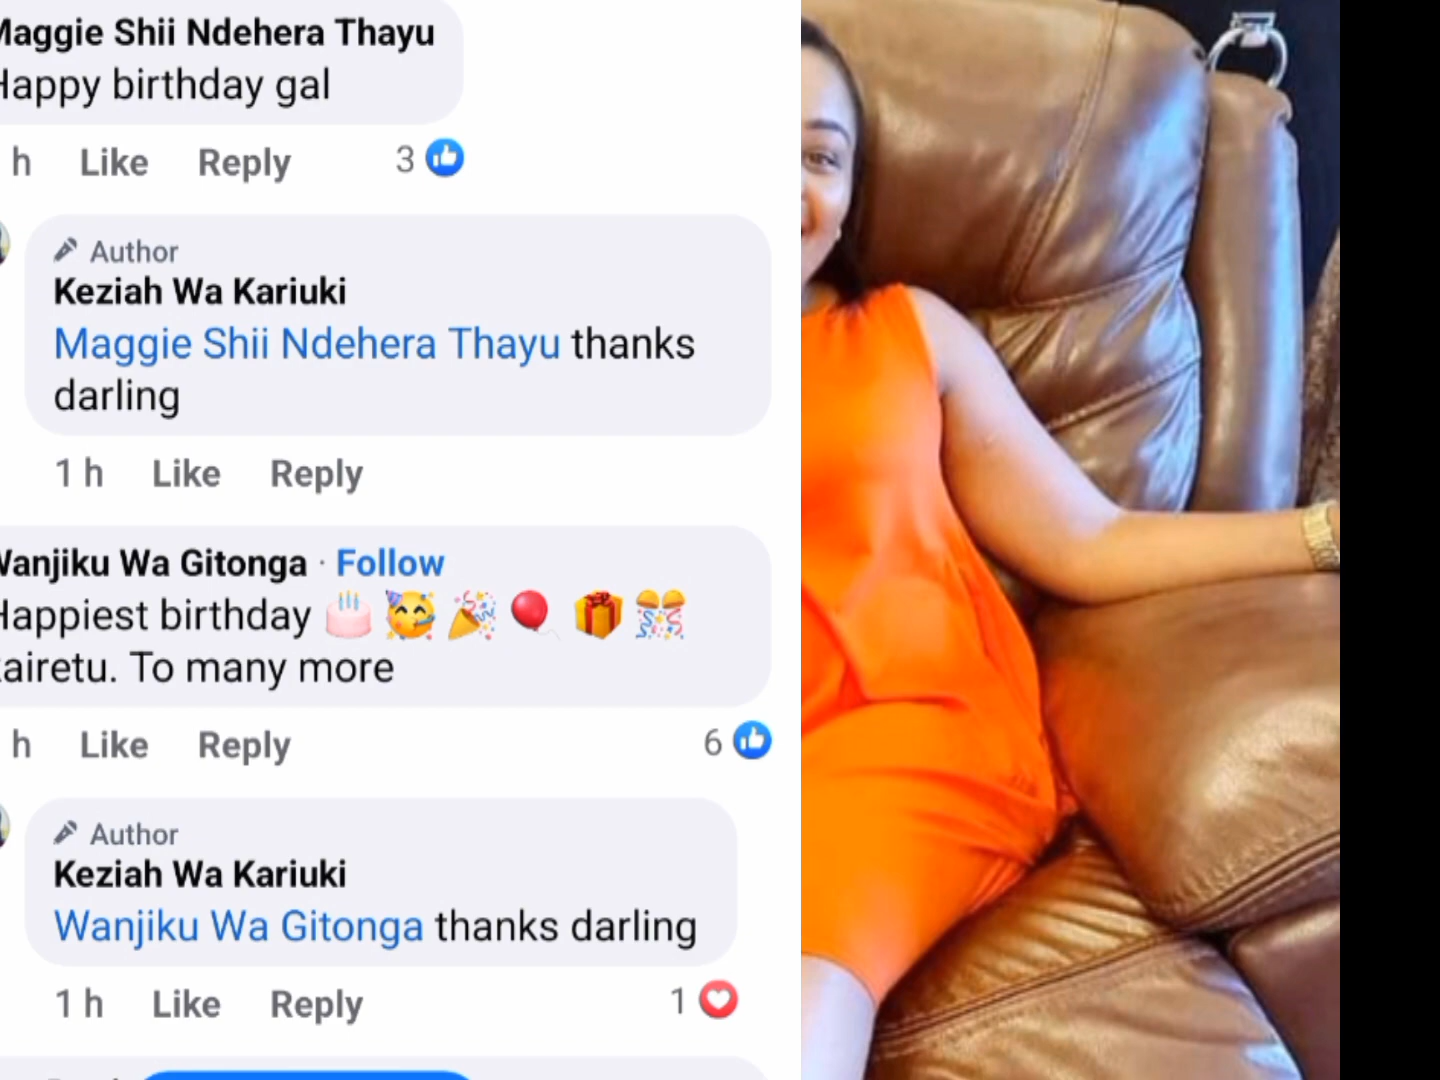 Maggie Shii Ndehera Thayu
Happy birthday gal
h Like Reply 3
Author
Keziah Wa Kariuki
Maggie Shii Ndehera Thayu thanks
darling
1 h Like Reply
Wanjiku Wa Gitonga · Follow
Happiest birthday 🎂🥳🎉🎈🎁🎊
airetu. To many more
h Like Reply 6
Author
Keziah Wa Kariuki
Wanjiku Wa Gitonga thanks darling
1 h Like Reply 1